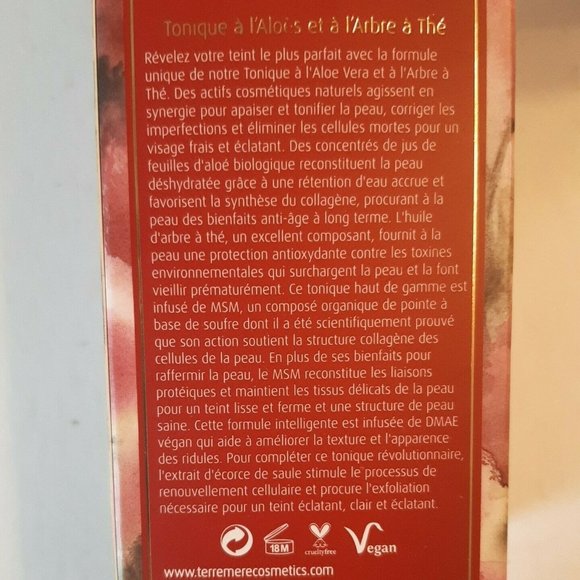 Tonique à l'Aloès et à l'Arbre à Thé
Révelez votre teint le plus parfait avec la formule
unique de notre Tonique à l'Aloe Vera et à l'Arbre à
Thé. Des actifs cosmétiques naturels agissent en
synergie pour apaiser et tonifier la peau, corriger les
imperfections et éliminer les cellules mortes pour un
visage frais et éclatant. Des concentrés de jus de
feuilles d'aloé biologique reconstituent la peau
déshydratée grâce à une rétention d'eau accrue et
favorisent la synthèse du collagène, procurant à la
peau des bienfaits anti-âge à long terme. L'huile
d'arbre à thé, un excellent composant, fournit à la
peau une protection antioxydante contre les toxines
environnementales qui surchargent la peau et la font
vieillir prématurément. Ce tonique haut de gamme est
infusé de MSM, un composé organique de pointe à
base de soufre dont il a été scientifiquement prouvé
que son action soutient la structure collagène des
cellules de la peau. En plus de ses bienfaits pour
raffermir la peau, le MSM reconstitue les liaisons
protéiques et maintient les tissus délicats de la peau
pour un teint lisse et ferme et une structure de peau
saine. Cette formule intelligente est infusée de DMAE
végan qui aide à améliorer la texture et l'apparence
des ridules. Pour compléter ce tonique révolutionnaire,
l'extrait d'écorce de saule stimule le processus de
renouvellement cellulaire et procure l'exfoliation
nécessaire pour un teint éclatant, clair et éclatant.
18M crueltyfree Vegan
www.terremerecosmetics.com